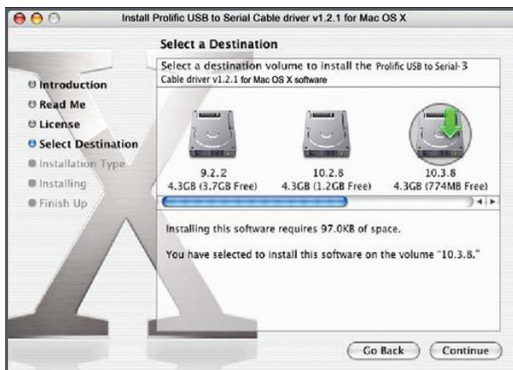 Install Prolific USB to Serial Cable driver v1.2.1 for Mac OS X
Select a Destination
Select a destination volume to install the Prolific USB to Serial-3
Cable driver v1.2.1 for Mac OS X software
Introduction
Read Me
License
Select Destination
Installation Type
Installing
Finish Up
9.2.2
4.3GB (3.7GB Free)
10.2.8
4.3GB (1.2GB Free)
10.3.8
4.3GB (774MB Free)
Installing this software requires 97.0KB of space.
You have selected to install this software on the volume "10.3.8."
Go Back
Continue